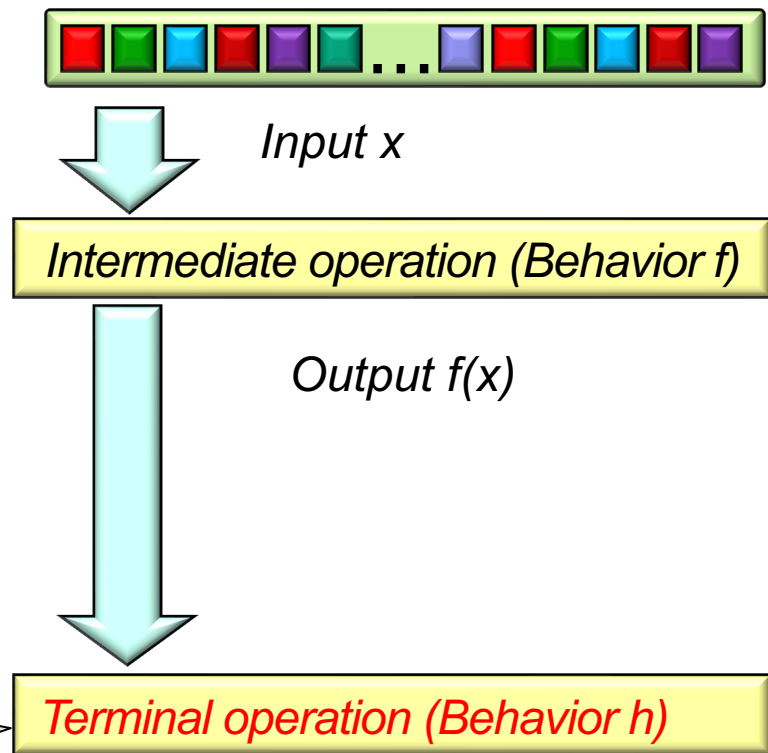 ...
Input x
Intermediate operation (Behavior f)
Output f(x)
Terminal operation (Behavior h)